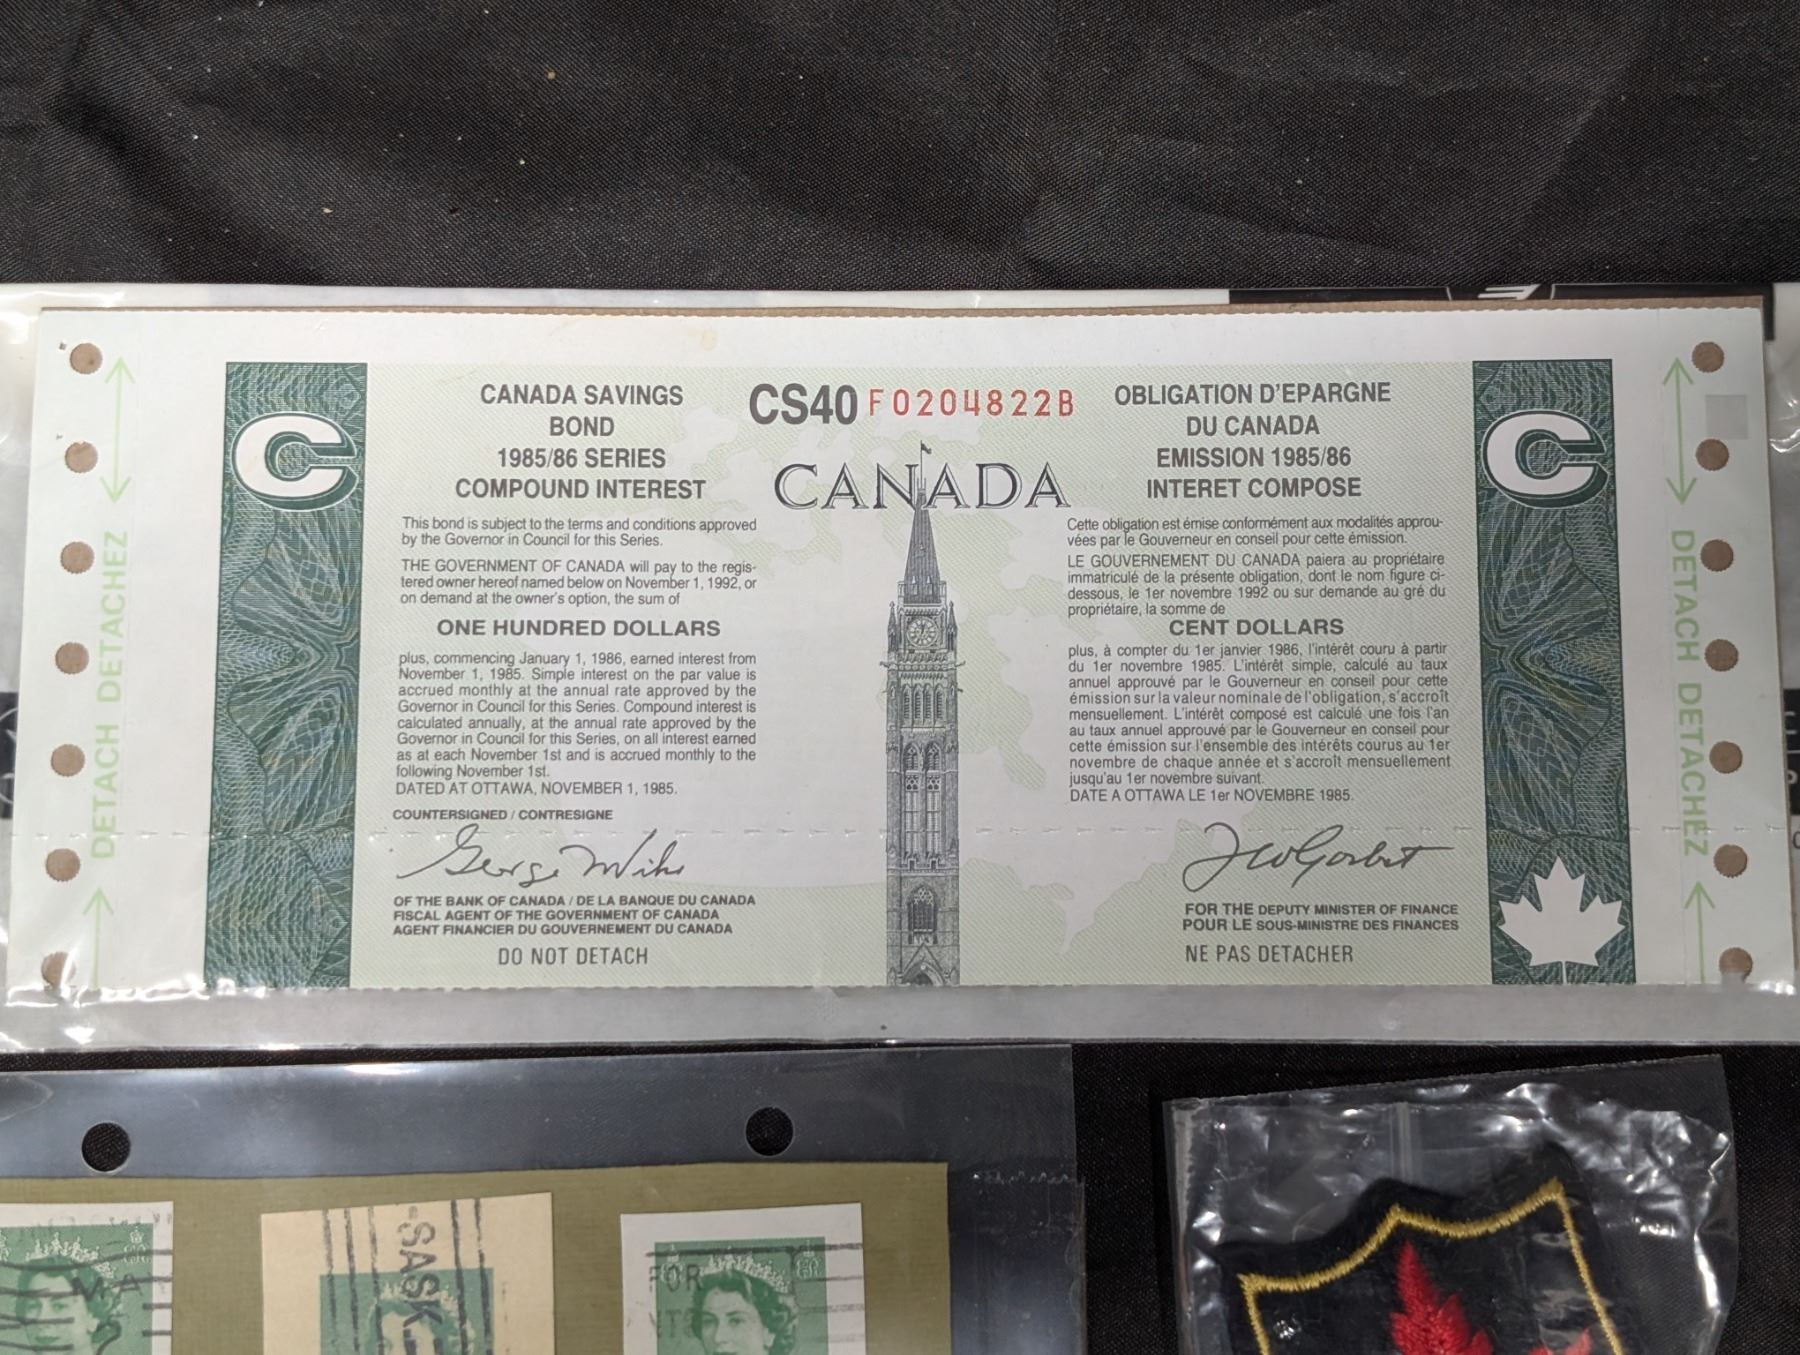 CANADA SAVINGS
BOND
1985/86 SERIES
COMPOUND INTEREST
This bond is subject to the terms and conditions approved
by the Governor in Council for this Series.
THE GOVERNMENT OF CANADA will pay to the regis-
tered owner hereof named below on November 1, 1992, or
on demand at the owner's option, the sum of
ONE HUNDRED DOLLARS
plus, commencing January 1, 1986, earned interest from
November 1, 1985. Simple interest on the par value is
accrued monthly at the annual rate approved by the
Governor in Council for this Series. Compound interest is
calculated annually, at the annual rate approved by the
Governor in Council for this Series, on all interest earned
as at each November 1st and is accrued monthly to the
following November 1st.
DATED AT OTTAWA, NOVEMBER 1, 1985.
COUNTERSIGNED / CONTRESIGNE
OF THE BANK OF CANADA / DE LA BANQUE DU CANADA
FISCAL AGENT OF THE GOVERNMENT OF CANADA
AGENT FINANCIER DU GOUVERNEMENT DU CANADA
DO NOT DETACH
CS40 F0204822B
CANADA
OBLIGATION D'EPARGNE
DU CANADA
EMISSION 1985/86
INTERET COMPOSE
Cette obligation est émise conformément aux modalités approu-
vées par le Gouverneur en conseil pour cette émission.
LE GOUVERNEMENT DU CANADA paiera au propriétaire
immatriculé de la présente obligation, dont le nom figure ci-
dessous, le 1er novembre 1992 ou sur demande au gré du
propriétaire, la somme de
CENT DOLLARS
plus, à compter du 1er janvier 1986, l'intérêt couru à partir
du 1er novembre 1985. L'intérêt simple, calculé au taux
annuel approuvé par le Gouverneur en conseil pour cette
émission sur la valeur nominale de l'obligation, s'accroît
mensuellement. L'intérêt composé est calculé une fois l'an
au taux annuel approuvé par le Gouverneur en conseil pour
cette émission sur l'ensemble des intérêts courus au 1er
novembre de chaque année et s'accroît mensuellement
jusqu'au 1er novembre suivant.
DATE A OTTAWA LE 1er NOVEMBRE 1985.
FOR THE DEPUTY MINISTER OF FINANCE
POUR LE SOUS-MINISTRE DES FINANCES
NE PAS DETACHER
C
C
DETACH DETACHEZ
DETACH DETACHEZ
SASK
FOR